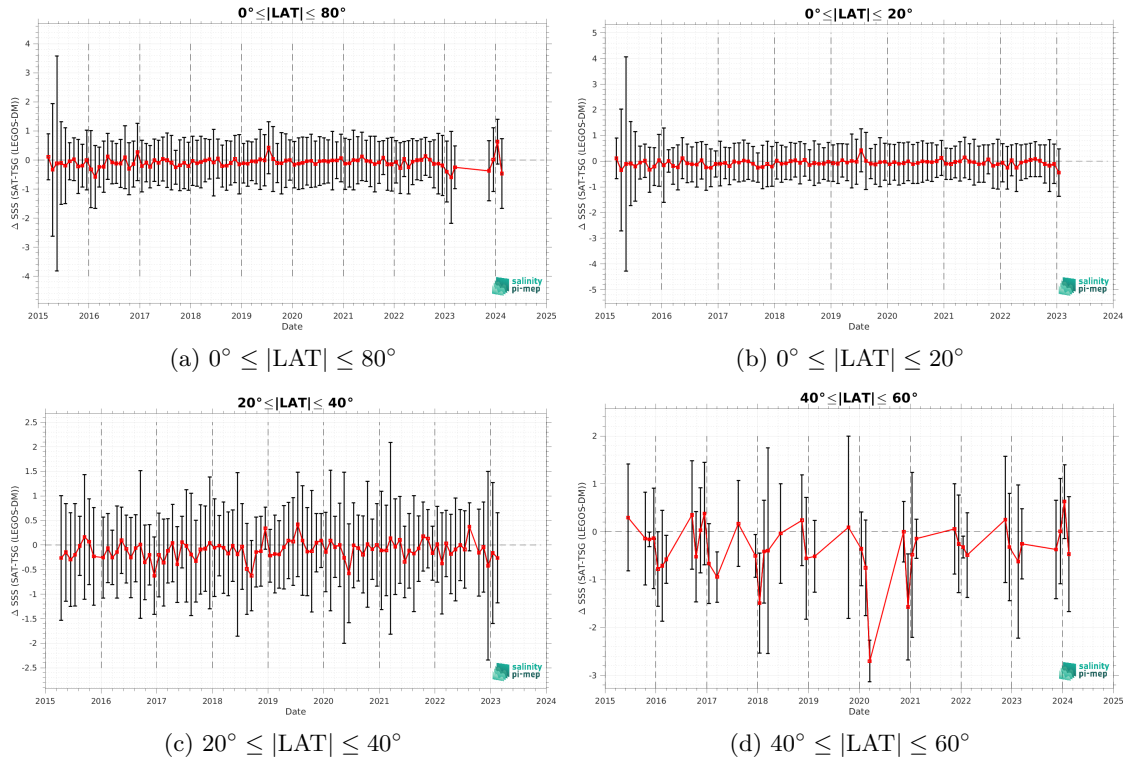 0°≤|LAT|≤ 80°
Δ SSS (SAT-TSG (LEGOS-DM))
4
3
2
1
0
-1
-2
-3
-4
2015 2016 2017 2018 2019 2020 2021 2022 2023 2024 2025
Date
salinity
pi-mep
(a) 0° ≤ |LAT| ≤ 80°
0°≤|LAT|≤ 20°
Δ SSS (SAT-TSG (LEGOS-DM))
5
4
3
2
1
0
-1
-2
-3
-4
-5
2015 2016 2017 2018 2019 2020 2021 2022 2023 2024
Date
salinity
pi-mep
(b) 0° ≤ |LAT| ≤ 20°
20°≤|LAT|≤ 40°
Δ SSS (SAT-TSG (LEGOS-DM))
2.5
2
1.5
1
0.5
0
-0.5
-1
-1.5
-2
-2.5
2015 2016 2017 2018 2019 2020 2021 2022 2023 2024
Date
salinity
pi-mep
(c) 20° ≤ |LAT| ≤ 40°
40°≤|LAT|≤ 60°
Δ SSS (SAT-TSG (LEGOS-DM))
2
1
0
-1
-2
-3
2015 2016 2017 2018 2019 2020 2021 2022 2023 2024 2025
Date
salinity
pi-mep
(d) 40° ≤ |LAT| ≤ 60°